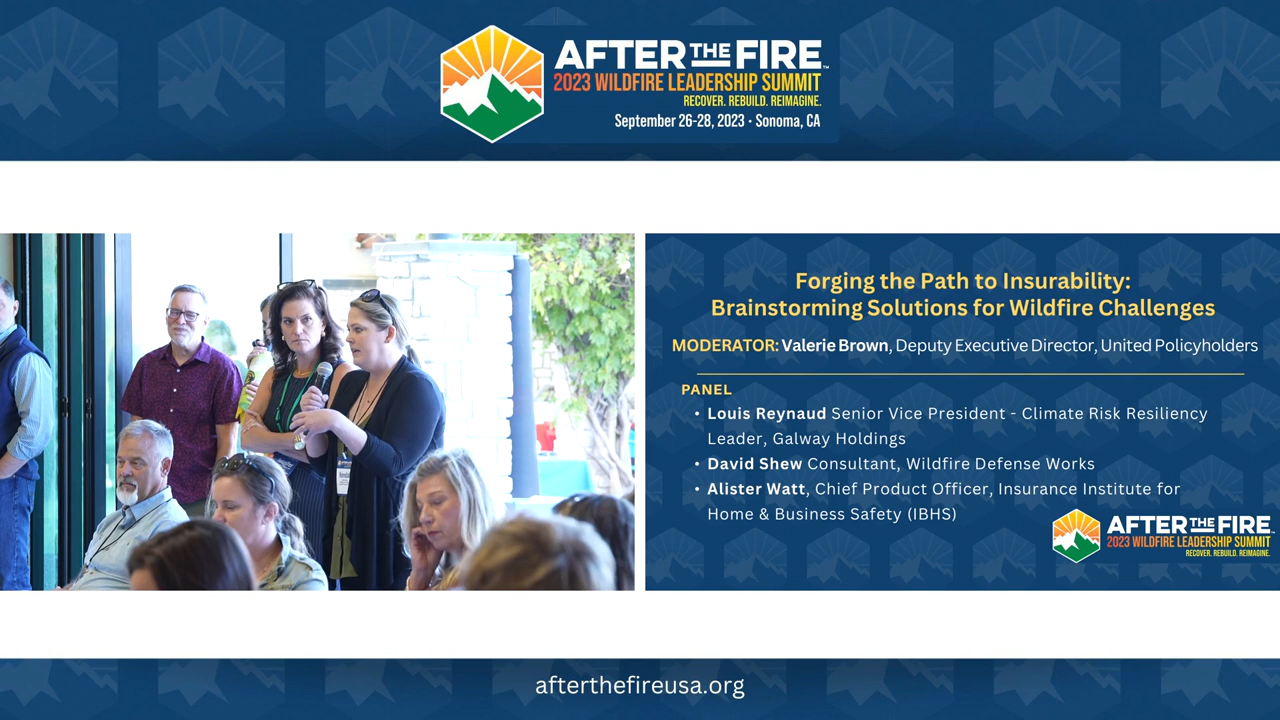 AFTER THE FIRE™
2023 WILDFIRE LEADERSHIP SUMMIT
RECOVER. REBUILD. REIMAGINE.
September 26-28, 2023 • Sonoma, CA
Forging the Path to Insurability:
Brainstorming Solutions for Wildfire Challenges
MODERATOR: Valerie Brown, Deputy Executive Director, United Policyholders
PANEL
• Louis Reynaud Senior Vice President - Climate Risk Resiliency
Leader, Galway Holdings
• David Shew Consultant, Wildfire Defense Works
• Alister Watt, Chief Product Officer, Insurance Institute for
Home & Business Safety (IBHS)
AFTER THE FIRE™
2023 WILDFIRE LEADERSHIP SUMMIT
RECOVER. REBUILD. REIMAGINE.
afterthefireusa.org